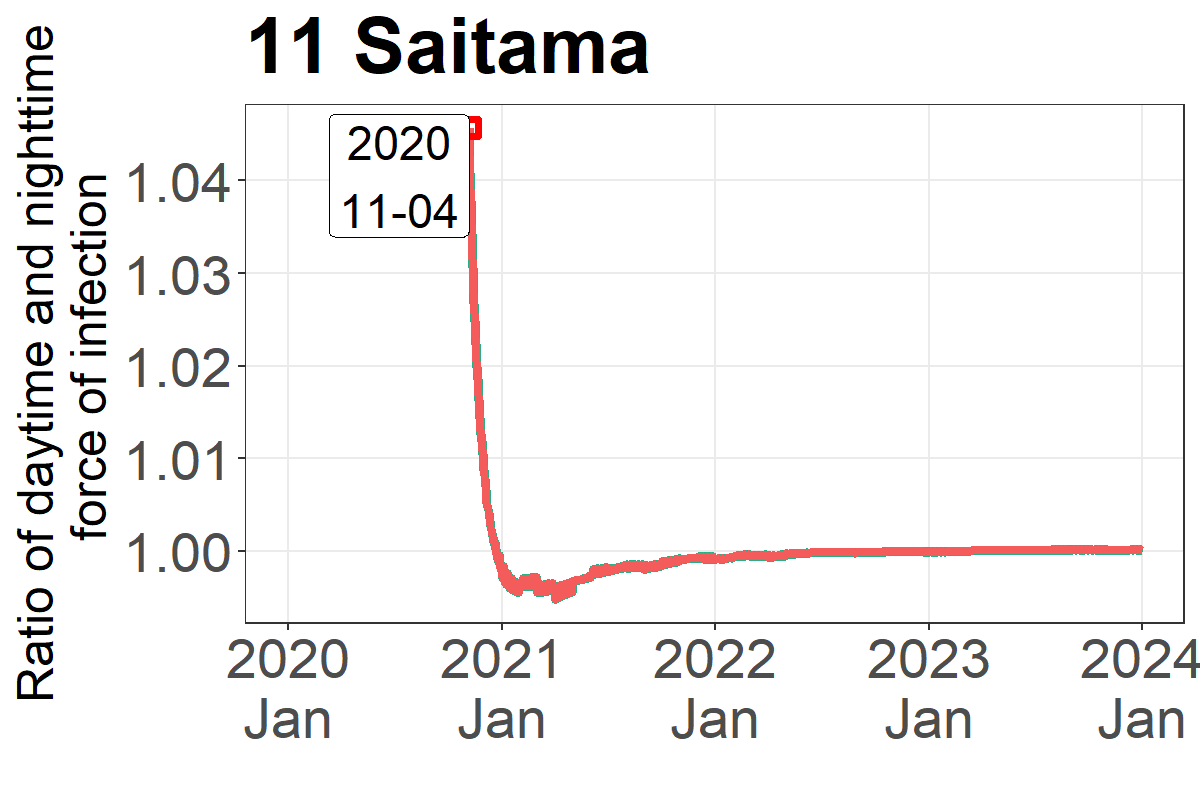 11 Saitama
Ratio of daytime and nighttime
force of infection
1.04
1.03
1.02
1.01
1.00
2020
11-04
2020
Jan
2021
Jan
2022
Jan
2023
Jan
2024
Jan